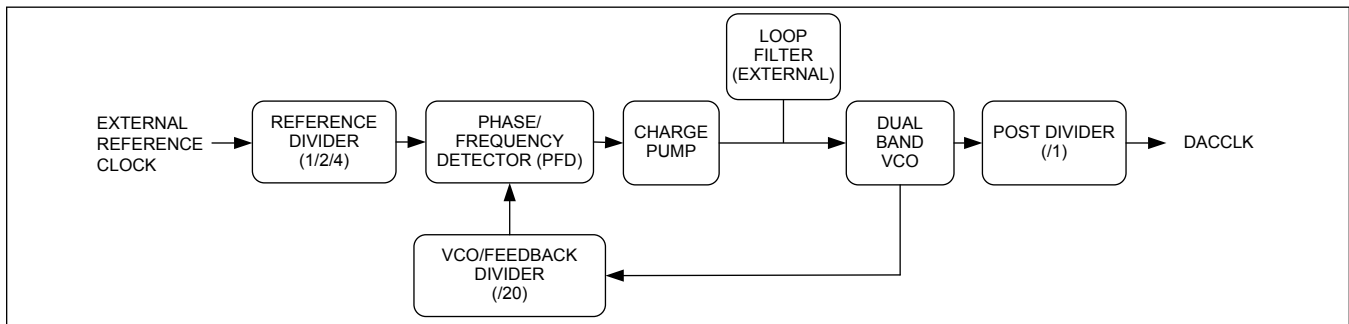 LOOP
FILTER
(EXTERNAL)
EXTERNAL
REFERENCE
CLOCK
REFERENCE
DIVIDER
(1/2/4)
PHASE/
FREQUENCY
DETECTOR (PFD)
CHARGE
PUMP
DUAL
BAND
VCO
POST DIVIDER
(/1)
DACCLK
VCO/FEEDBACK
DIVIDER
(/20)